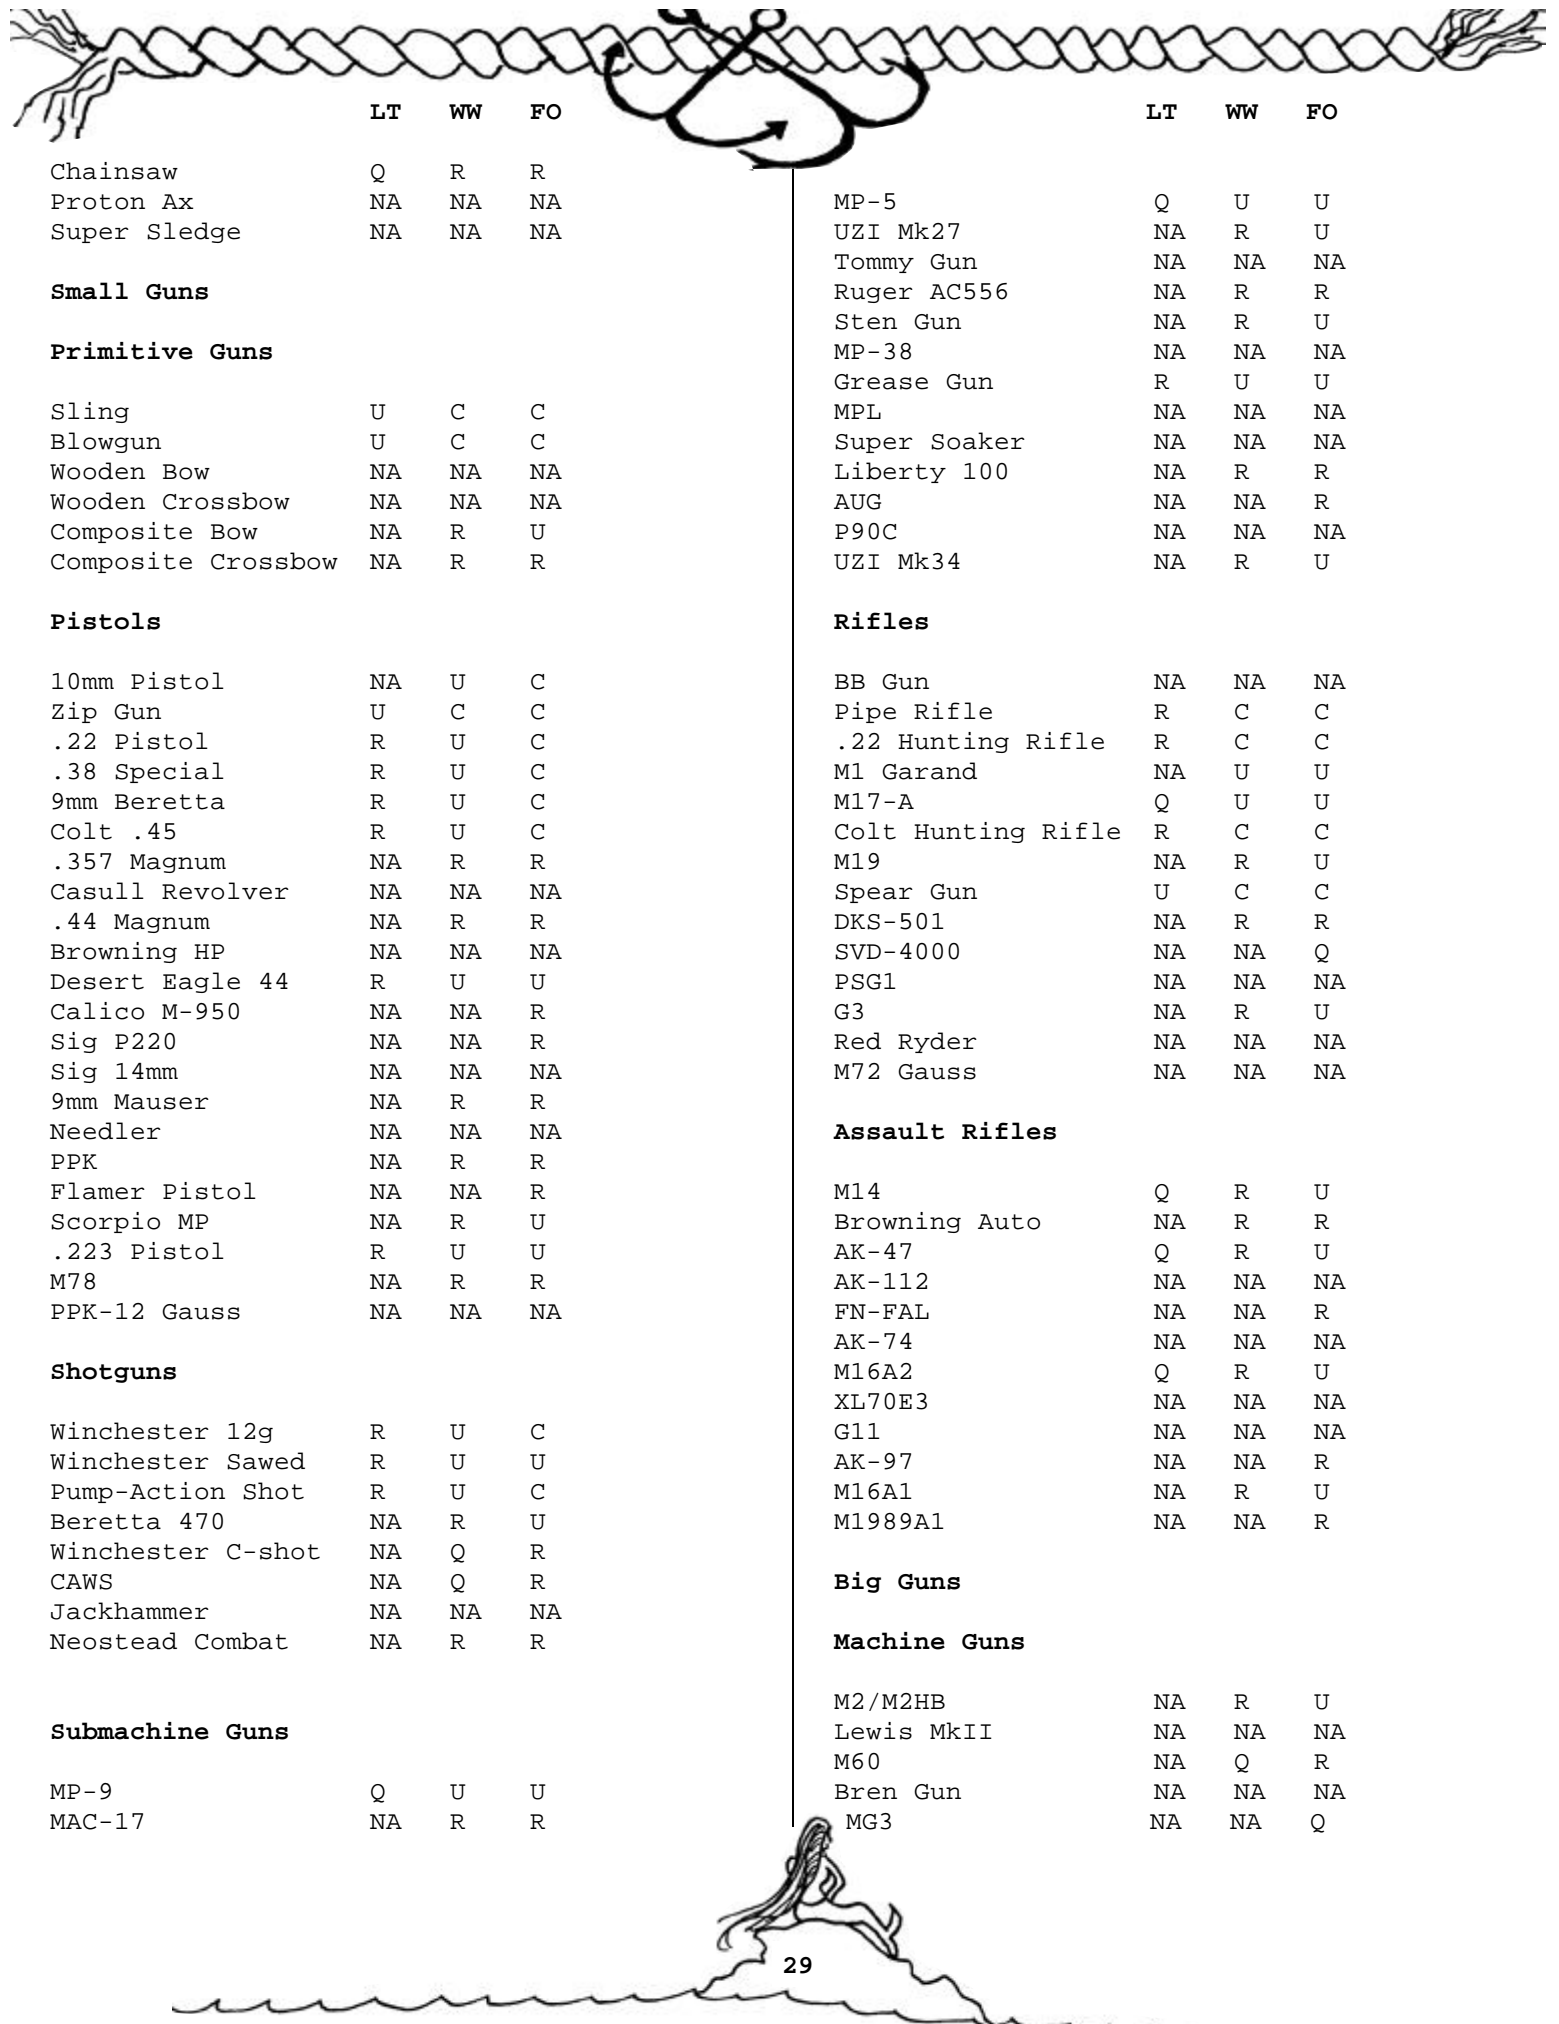 LT WW FO
Chainsaw Q R R
Proton Ax NA NA NA
Super Sledge NA NA NA
Small Guns
Primitive Guns
Sling U C C
Blowgun U C C
Wooden Bow NA NA NA
Wooden Crossbow NA NA NA
Composite Bow NA R U
Composite Crossbow NA R R
Pistols
10mm Pistol NA U C
Zip Gun U C C
.22 Pistol R U C
.38 Special R U C
9mm Beretta R U C
Colt .45 R U C
.357 Magnum NA R R
Casull Revolver NA NA NA
.44 Magnum NA R R
Browning HP NA NA NA
Desert Eagle 44 R U U
Calico M-950 NA NA R
Sig P220 NA NA R
Sig 14mm NA NA NA
9mm Mauser NA R R
Needler NA NA NA
PPK NA R R
Flamer Pistol NA NA R
Scorpio MP NA R U
.223 Pistol R U U
M78 NA R R
PPK-12 Gauss NA NA NA
Shotguns
Winchester 12g R U C
Winchester Sawed R U U
Pump-Action Shot R U C
Beretta 470 NA R U
Winchester C-shot NA Q R
CAWS NA Q R
Jackhammer NA NA NA
Neostead Combat NA R R
Submachine Guns
MP-9 Q U U
MAC-17 NA R R
LT WW FO
MP-5 Q U U
UZI Mk27 NA R U
Tommy Gun NA NA NA
Ruger AC556 NA R R
Sten Gun NA R U
MP-38 NA NA NA
Grease Gun R U U
MPL NA NA NA
Super Soaker NA NA NA
Liberty 100 NA R R
AUG NA NA R
P90C NA NA NA
UZI Mk34 NA R U
Rifles
BB Gun NA NA NA
Pipe Rifle R C C
.22 Hunting Rifle R C C
M1 Garand NA U U
M17-A Q U U
Colt Hunting Rifle R C C
M19 NA R U
Spear Gun U C C
DKS-501 NA R R
SVD-4000 NA NA Q
PSG1 NA NA NA
G3 NA R U
Red Ryder NA NA NA
M72 Gauss NA NA NA
Assault Rifles
M14 Q R U
Browning Auto NA R R
AK-47 Q R U
AK-112 NA NA NA
FN-FAL NA NA R
AK-74 NA NA NA
M16A2 Q R U
XL70E3 NA NA NA
G11 NA NA NA
AK-97 NA NA R
M16A1 NA R U
M1989A1 NA NA R
Big Guns
Machine Guns
M2/M2HB NA R U
Lewis MkII NA NA NA
M60 NA Q R
Bren Gun NA NA NA
MG3 NA NA Q
29